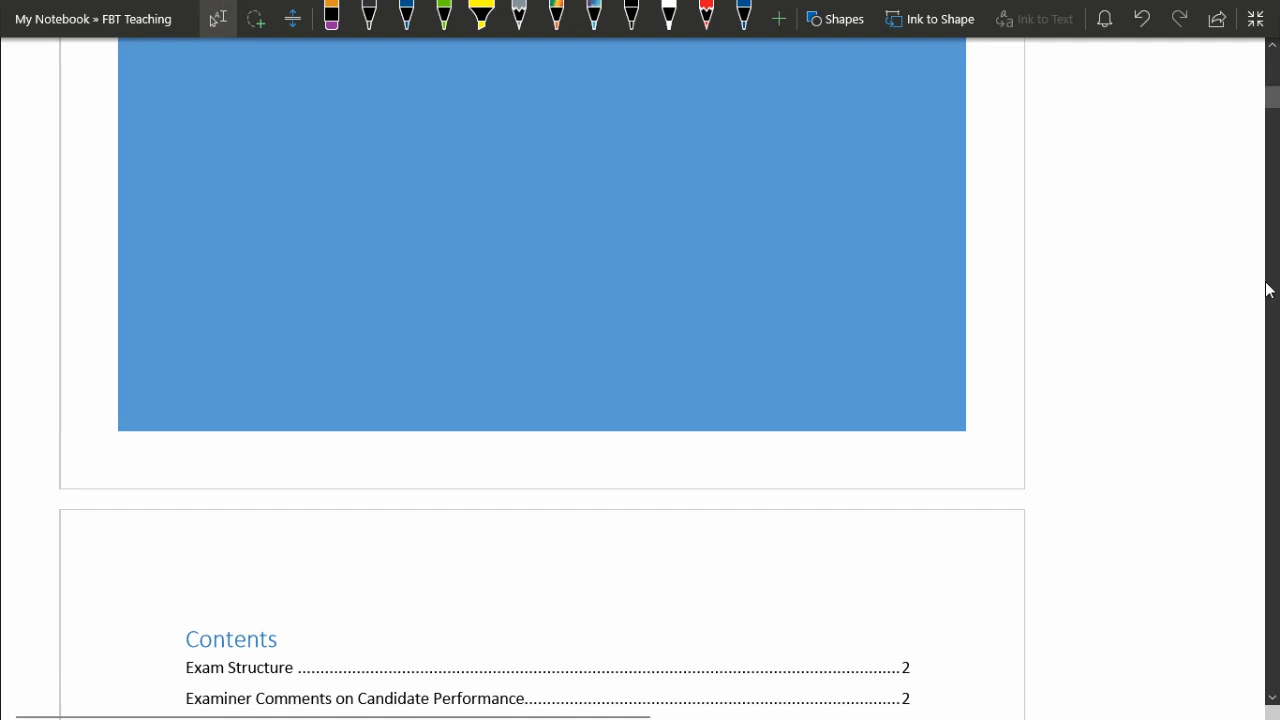 My Notebook » FBT Teaching
Shapes
Ink to Shape
Ink to Text
Contents
Exam Structure ........................................................................................................................................2
Examiner Comments on Candidate Performance....................................................................................2